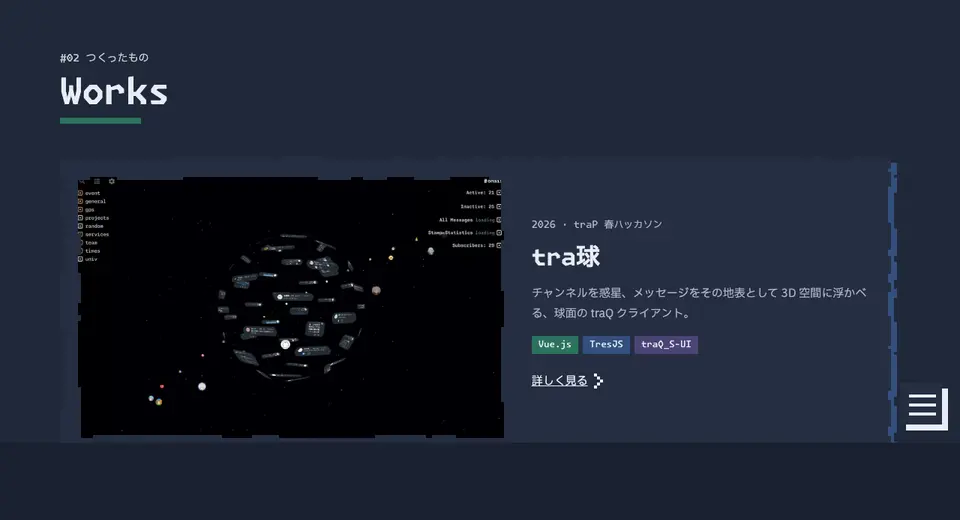 #02 つくったもの
Works
event
general
gps
projects
random
services
team
times
univ
Active: 21
Inactive: 25
All Messages loading
StampStatistics loading
Subscribers: 29
2026 · traP 春ハッカソン
tra球
チャンネルを惑星、メッセージをその地表として 3D 空間に浮かべ
る、球面の traQ クライアント。
Vue.js TresJS traQ_S-UI
詳しく見る